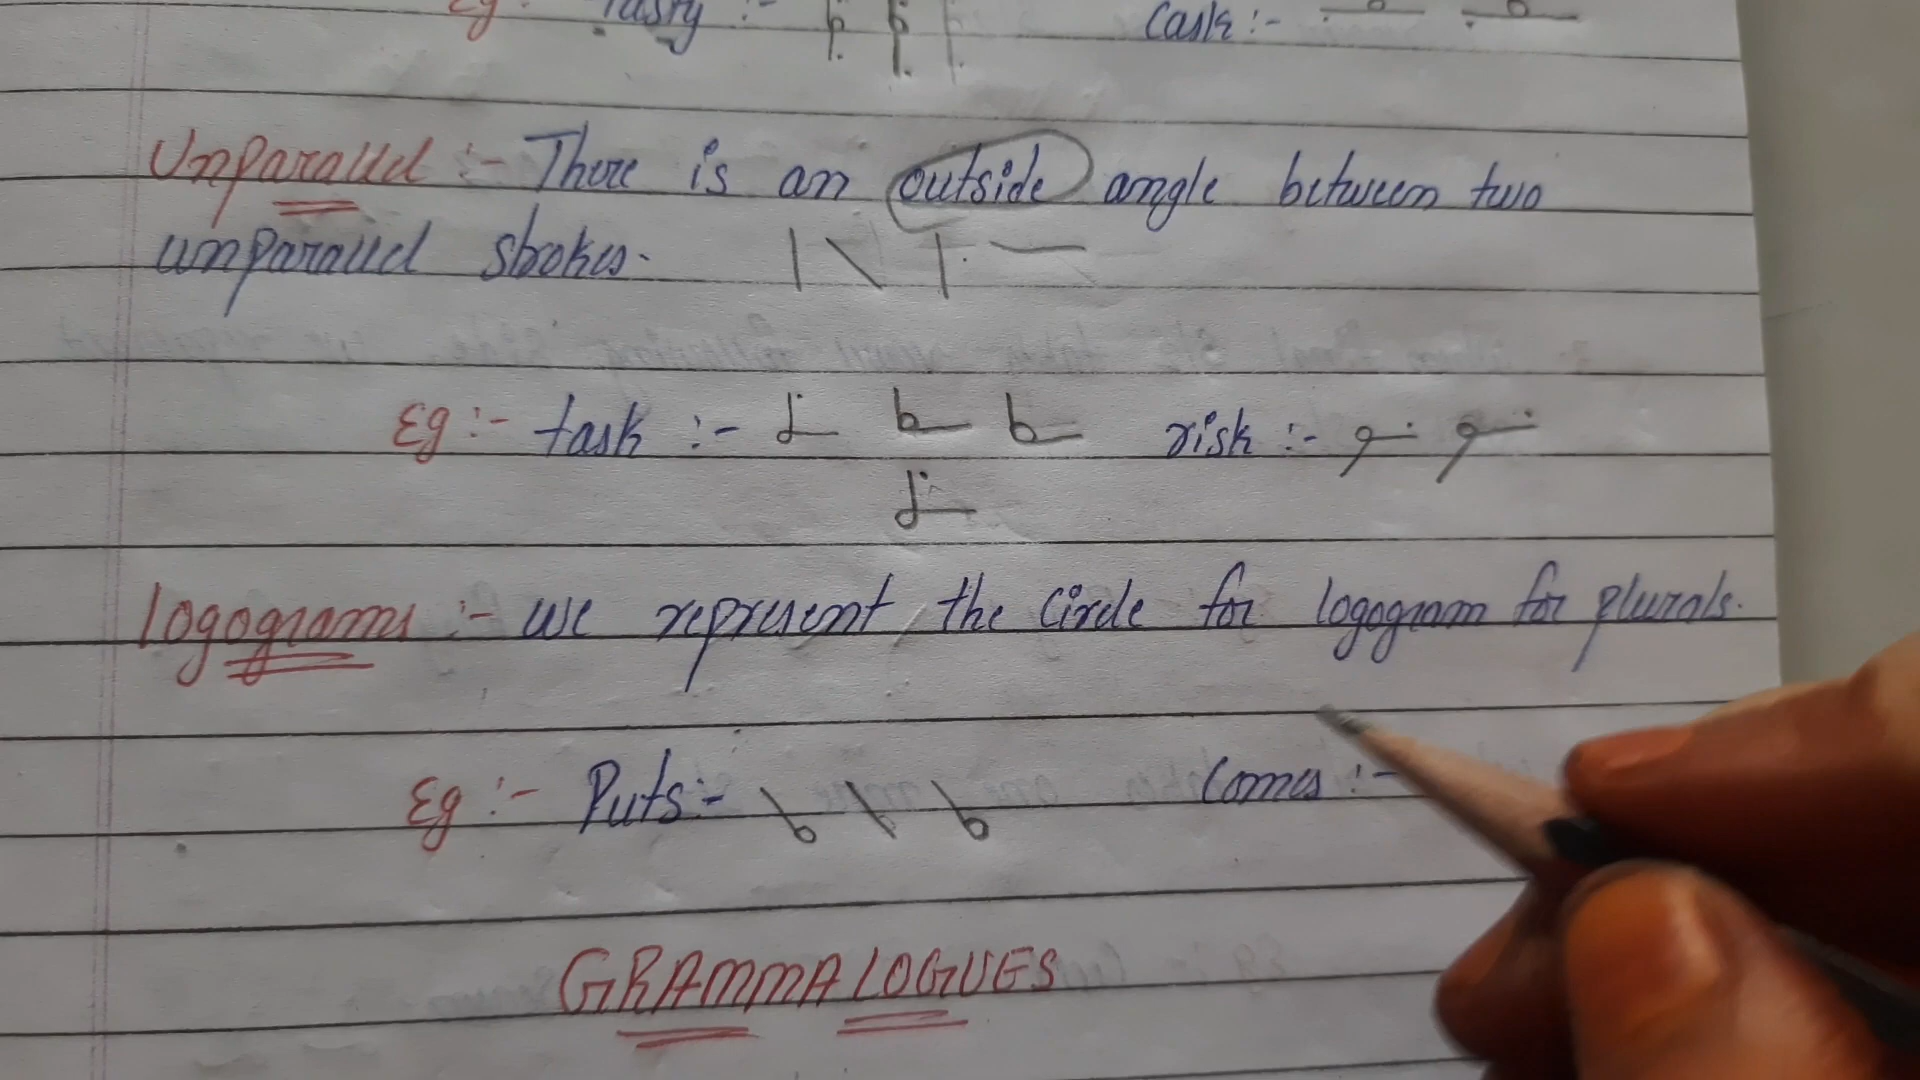 Eg:- Tasty :- Cask :-
Unparallel :- There is an outside angle between two
unparallel strokes.
Eg :- task :- risk :-
Logograms :- we represent the circle for logogram for plurals.
Eg :- Puts :- Comes :-
GRAMMALOGUES